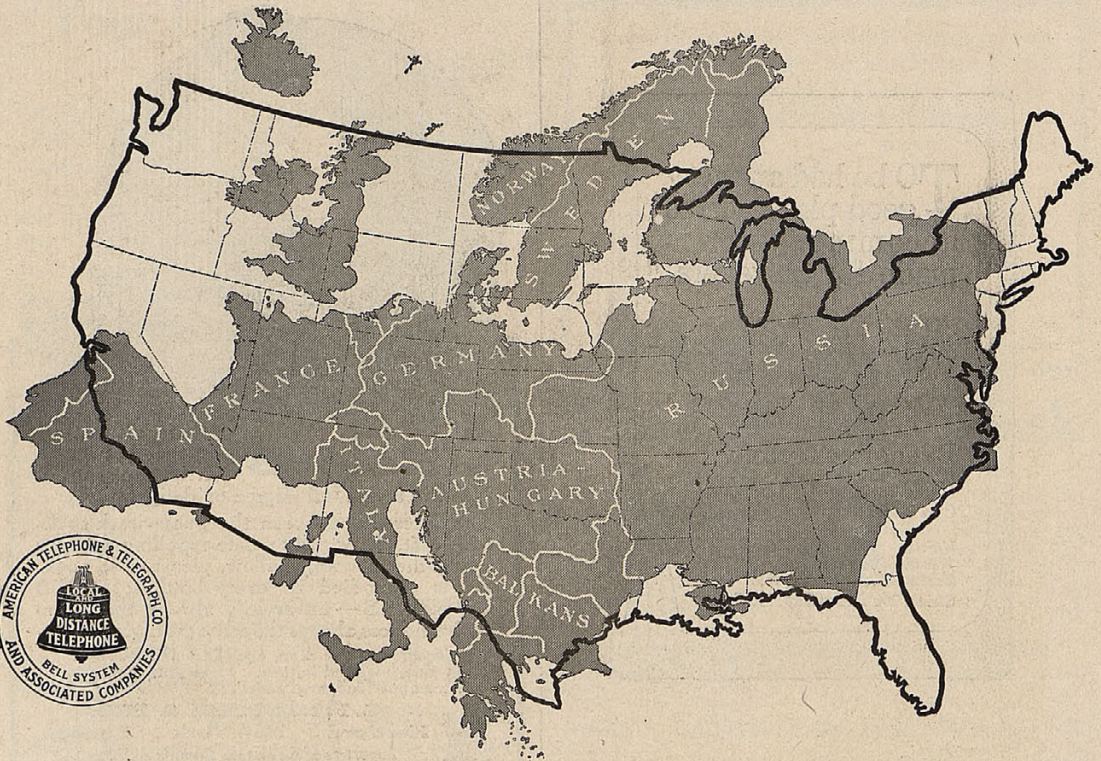 NORWAY
SWEDEN
FRANCE
GERMANY
RUSSIA
SPAIN
ITALY
AUSTRIA-
HUNGARY
BALKANS
AMERICAN TELEPHONE & TELEGRAPH CO.
AND ASSOCIATED COMPANIES
LOCAL
AND
LONG
DISTANCE
TELEPHONE
BELL SYSTEM